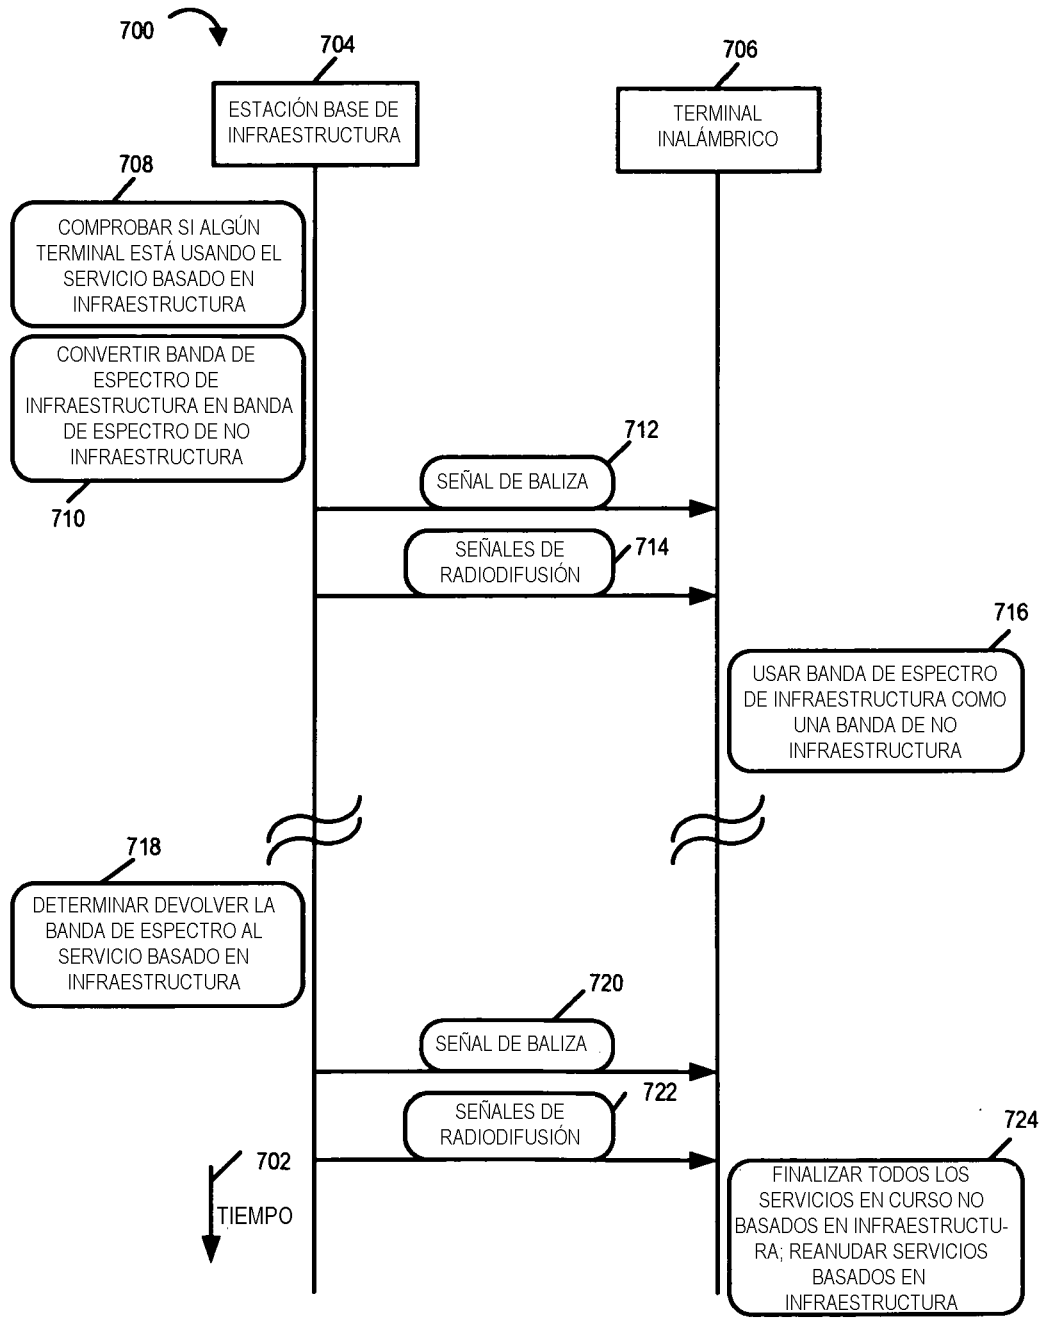 700
704
706
ESTACIÓN BASE DE
INFRAESTRUCTURA
TERMINAL
INALÁMBRICO
708
COMPROBAR SI ALGÚN
TERMINAL ESTÁ USANDO EL
SERVICIO BASADO EN
INFRAESTRUCTURA
CONVERTIR BANDA DE
ESPECTRO DE
INFRAESTRUCTURA EN BANDA
DE ESPECTRO DE NO
INFRAESTRUCTURA
710
712
SEÑAL DE BALIZA
SEÑALES DE
RADIODIFUSIÓN
714
716
USAR BANDA DE ESPECTRO
DE INFRAESTRUCTURA COMO
UNA BANDA DE NO
INFRAESTRUCTURA
718
DETERMINAR DEVOLVER LA
BANDA DE ESPECTRO AL
SERVICIO BASADO EN
INFRAESTRUCTURA
720
SEÑAL DE BALIZA
SEÑALES DE
RADIODIFUSIÓN
722
724
FINALIZAR TODOS LOS
SERVICIOS EN CURSO NO
BASADOS EN INFRAESTRUCTU-
RA; REANUDAR SERVICIOS
BASADOS EN
INFRAESTRUCTURA
702
TIEMPO